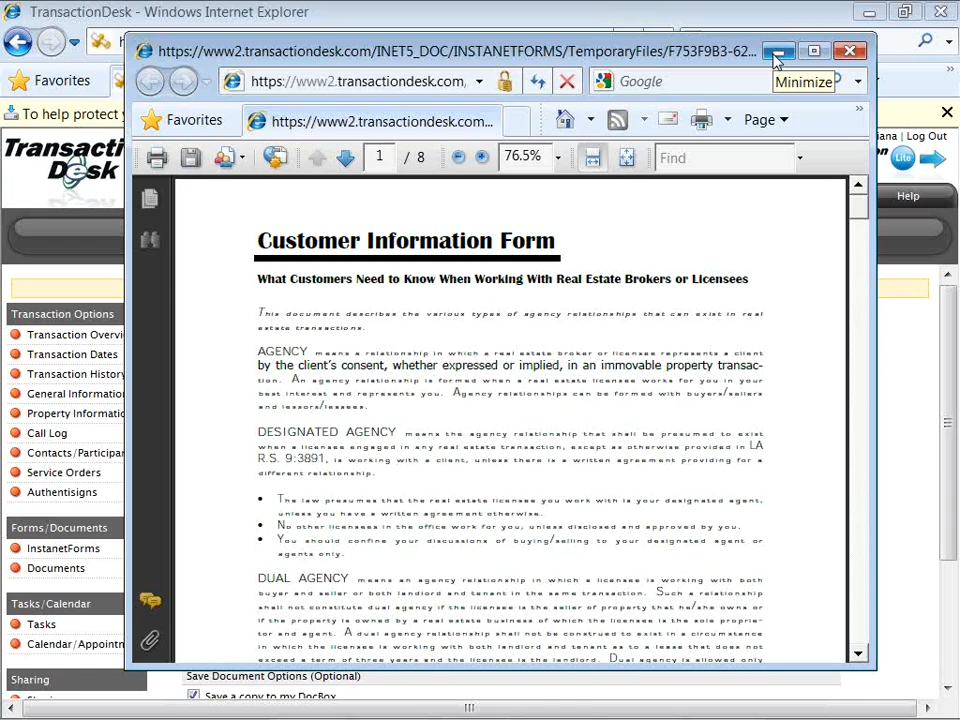 TransactionDesk - Windows Internet Explorer
https://www2.transactiondesk.com/INET5_DOC/INSTANETFORMS/TemporaryFiles/F753F9B3-62...
Minimize
https://www2.transactiondesk.com,
Google
Favorites
Favorites
https://www2.transactiondesk.com...
Page
To help protect
Transaction
Desk
iana | Log Out
Lite
Help
1 / 8
76.5%
Find
Customer Information Form
What Customers Need to Know When Working With Real Estate Brokers or Licensees
This document describes the various types of agency relationships that can exist in real
estate transactions.
AGENCY means a relationship in which a real estate broker or licensee represents a client
by the client's consent, whether expressed or implied, in an immovable property transac-
tion. An agency relationship is formed when a real estate licensee works for you in your
best interest and represents you. Agency relationships can be formed with buyers/sellers
and lessors/lessees.
DESIGNATED AGENCY means the agency relationship that shall be presumed to exist
when a licensee engaged in any real estate transaction, except as otherwise provided in LA
R.S. 9:3891, is working with a client, unless there is a written agreement providing for a
different relationship.
• The law presumes that the real estate licensee you work with is your designated agent,
unless you have a written agreement otherwise.
• No other licensees in the office work for you, unless disclosed and approved by you.
• You should confine your discussions of buying/selling to your designated agent or
agents only.
DUAL AGENCY means an agency relationship in which a licensee is working with both
buyer and seller or both landlord and tenant in the same transaction. Such a relationship
shall not constitute dual agency if the licensee is the seller of property that he/she owns or
if the property is owned by a real estate business of which the licensee is the sole proprie-
tor and agent. A dual agency relationship shall not be construed to exist in a circumstance
in which the licensee is working with both landlord and tenant as to a lease that does not
exceed a term of three years and the licensee is the landlord. Dual agency is allowed only
Transaction Options
Transaction Overvi
Transaction Dates
Transaction History
General Information
Property Informatio
Call Log
Contacts/Participar
Service Orders
Authentisigns
Forms/Documents
InstanetForms
Documents
Tasks/Calendar
Tasks
Calendar/Appointn
Sharing
Save Document Options (Optional)
Save a copy to my DocBox